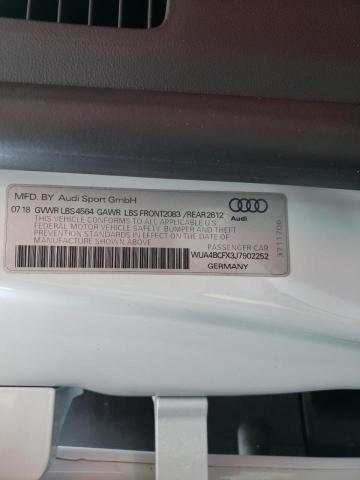 MFD. BY Audi Sport GmbH
07 18 GVWR LBS4564 GAWR LBS FRONT2083 /REAR2612
THIS VEHICLE CONFORMS TO ALL APPLICABLE U.S.
FEDERAL MOTOR VEHICLE SAFETY, BUMPER AND THEFT
PREVENTION STANDARDS IN EFFECT ON THE DATE OF
MANUFACTURE SHOWN ABOVE.
Audi
PASSENGER CAR
WUA4BCFX3J7902252
GERMANY
3711706